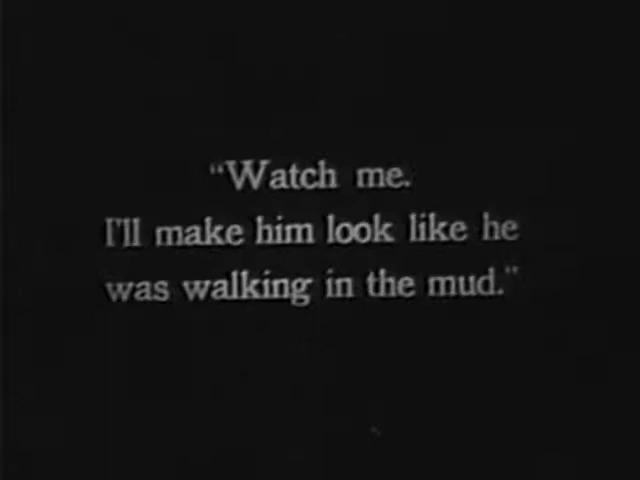 "Watch me.
I'll make him look like he
was walking in the mud."